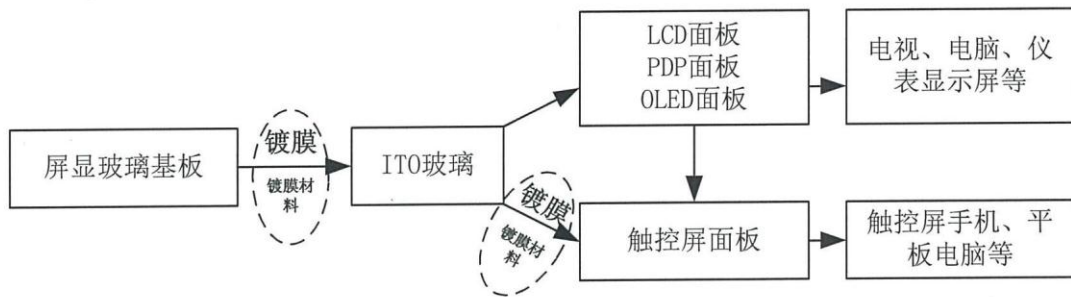 LCD面板
PDP面板
OLED面板
电视、电脑、仪
表显示屏等
屏显玻璃基板
镀膜
镀膜材
料
ITO玻璃
镀膜
镀膜材
料
触控屏面板
触控屏手机、平
板电脑等